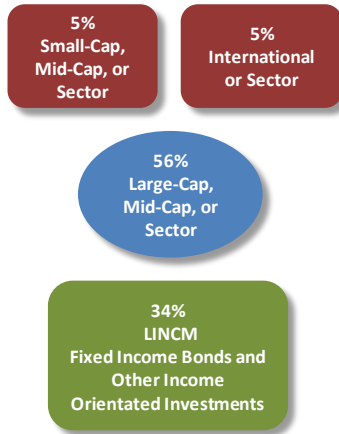 5%
Small-Cap,
Mid-Cap, or
Sector
5%
International
or Sector
56%
Large-Cap,
Mid-Cap, or
Sector
34%
LINCM
Fixed Income Bonds and
Other Income
Orientated Investments